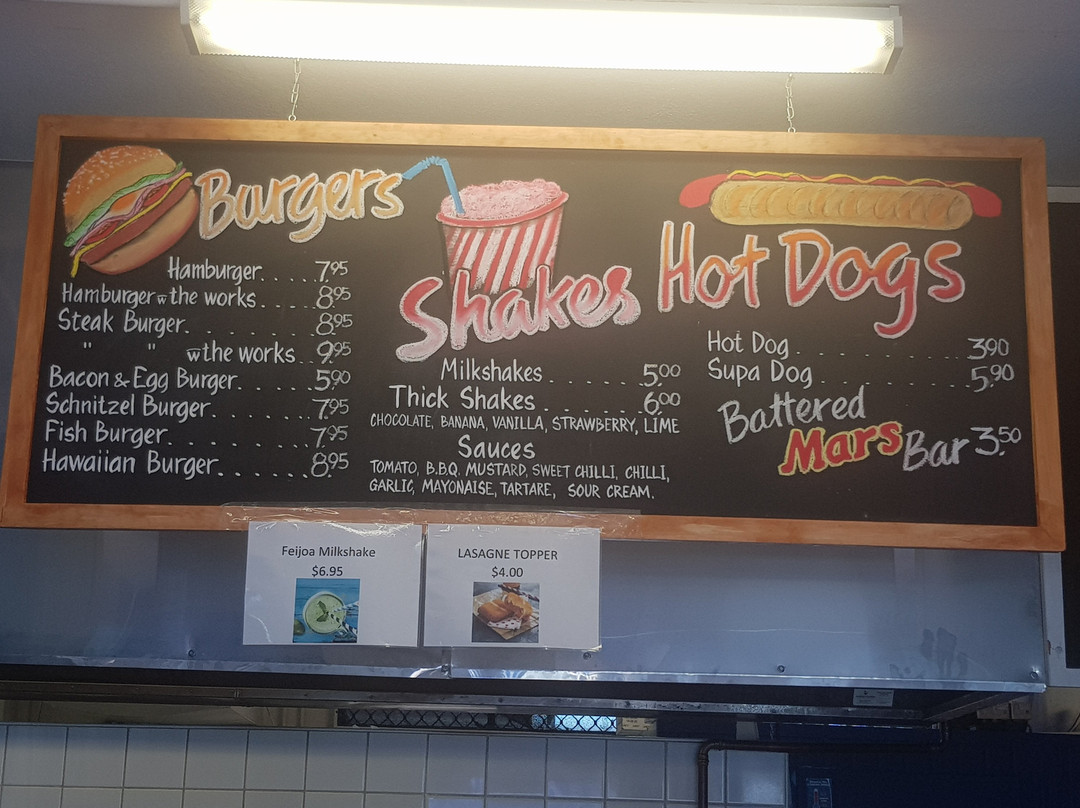 Burgers
Hamburger.....7.95
Hamburger w the works....8.95
Steak Burger.......8.95
" " w the works..9.95
Bacon & Egg Burger.....5.90
Schnitzel Burger......7.95
Fish Burger........7.95
Hawaiian Burger......8.95
Shakes
Milkshakes......5.00
Thick Shakes......6.00
CHOCOLATE, BANANA, VANILLA, STRAWBERRY, LIME
Sauces
TOMATO, B.B.Q. MUSTARD, SWEET CHILLI, CHILLI,
GARLIC, MAYONAISE, TARTARE, SOUR CREAM.
Hot Dogs
Hot Dog.........3.90
Supa Dog........5.90
Battered
Mars Bar 3.50
Feijoa Milkshake
$6.95
LASAGNE TOPPER
$4.00